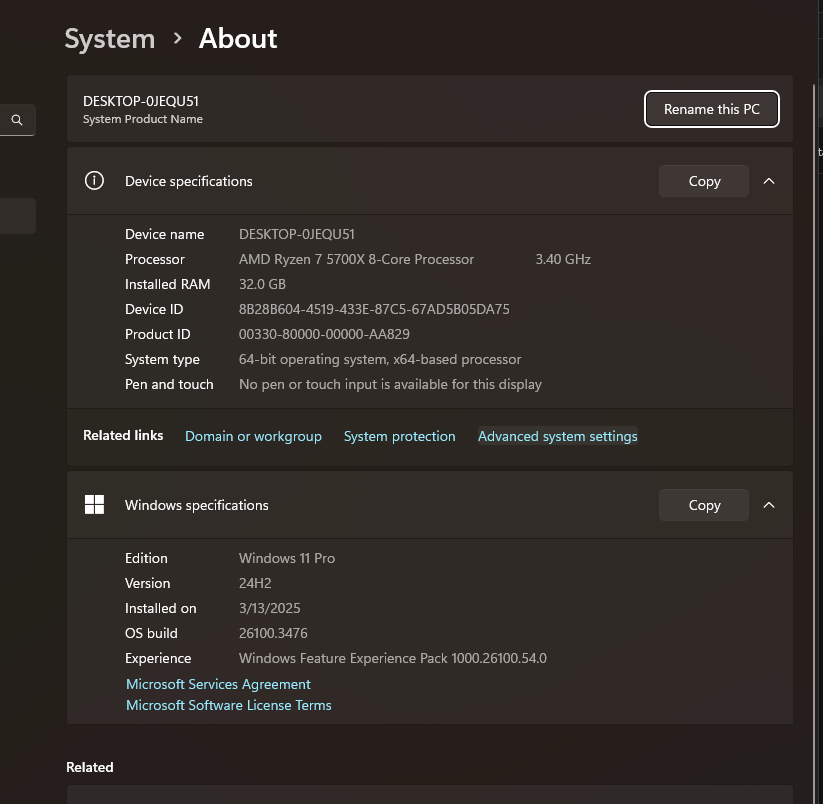 System > About
DESKTOP-0JEQU51
System Product Name
Rename this PC
Device specifications
Copy
Device name DESKTOP-0JEQU51
Processor AMD Ryzen 7 5700X 8-Core Processor 3.40 GHz
Installed RAM 32.0 GB
Device ID 8B28B604-4519-433E-87C5-67AD5B05DA75
Product ID 00330-80000-00000-AA829
System type 64-bit operating system, x64-based processor
Pen and touch No pen or touch input is available for this display
Related links Domain or workgroup System protection Advanced system settings
Windows specifications
Copy
Edition Windows 11 Pro
Version 24H2
Installed on 3/13/2025
OS build 26100.3476
Experience Windows Feature Experience Pack 1000.26100.54.0
Microsoft Services Agreement
Microsoft Software License Terms
Related